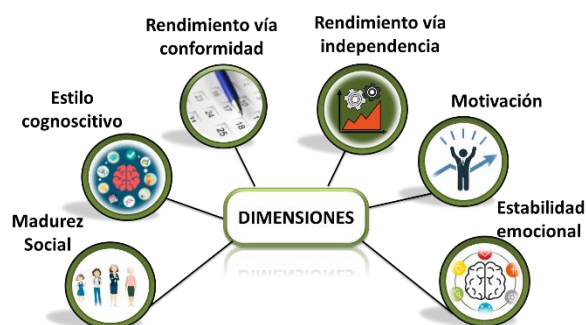 Rendimiento vía
conformidad
Rendimiento vía
independencia
Estilo
cognoscitivo
Motivación
Madurez
Social
DIMENSIONES
Estabilidad
emocional